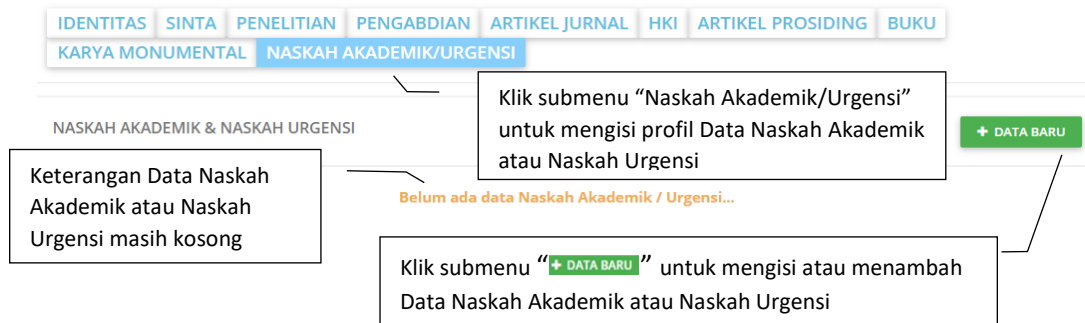 IDENTITAS SINTA PENELITIAN PENGABDIAN ARTIKEL JURNAL HKI ARTIKEL PROSIDING BUKU
KARYA MONUMENTAL NASKAH AKADEMIK/URGENSI
Klik submenu “Naskah Akademik/Urgensi”
untuk mengisi profil Data Naskah Akademik
atau Naskah Urgensi
NASKAH AKADEMIK & NASKAH URGENSI
+ DATA BARU
Keterangan Data Naskah
Akademik atau Naskah
Urgensi masih kosong
Belum ada data Naskah Akademik / Urgensi...
Klik submenu “+ DATA BARU” untuk mengisi atau menambah
Data Naskah Akademik atau Naskah Urgensi